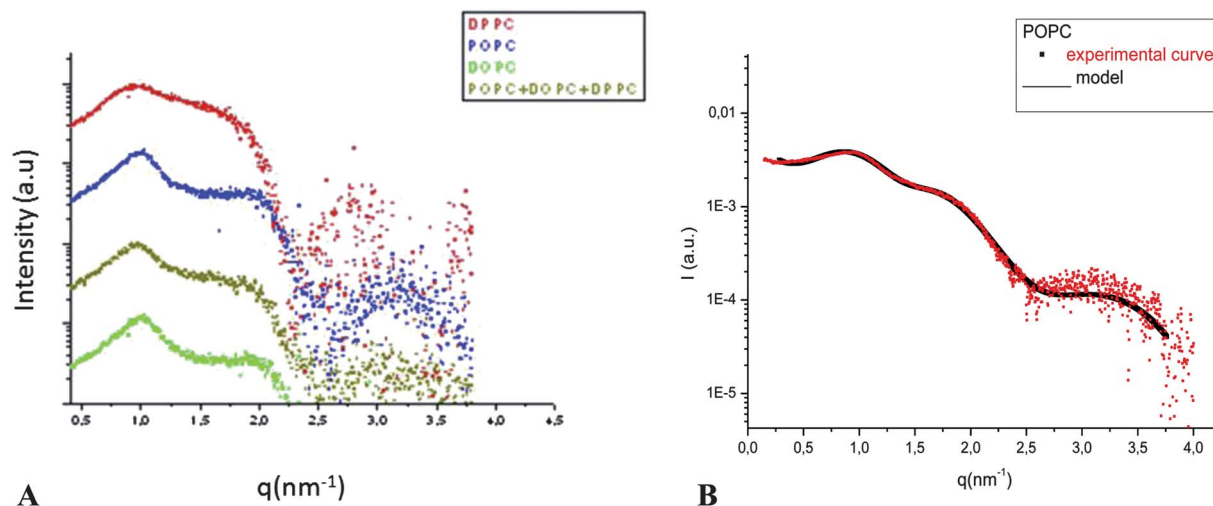 DPPC
POPC
DOPC
POPC+DOPC+DPPC
Intensity (a.u)
0,5 1,0 1,5 2,0 2,5 3,0 3,5 4,0 4,5
q(nm⁻¹)
A
POPC
experimental curve
model
0,01
1E-3
1E-4
1E-5
I (a.u.)
0,0 0,5 1,0 1,5 2,0 2,5 3,0 3,5 4,0
q(nm⁻¹)
B